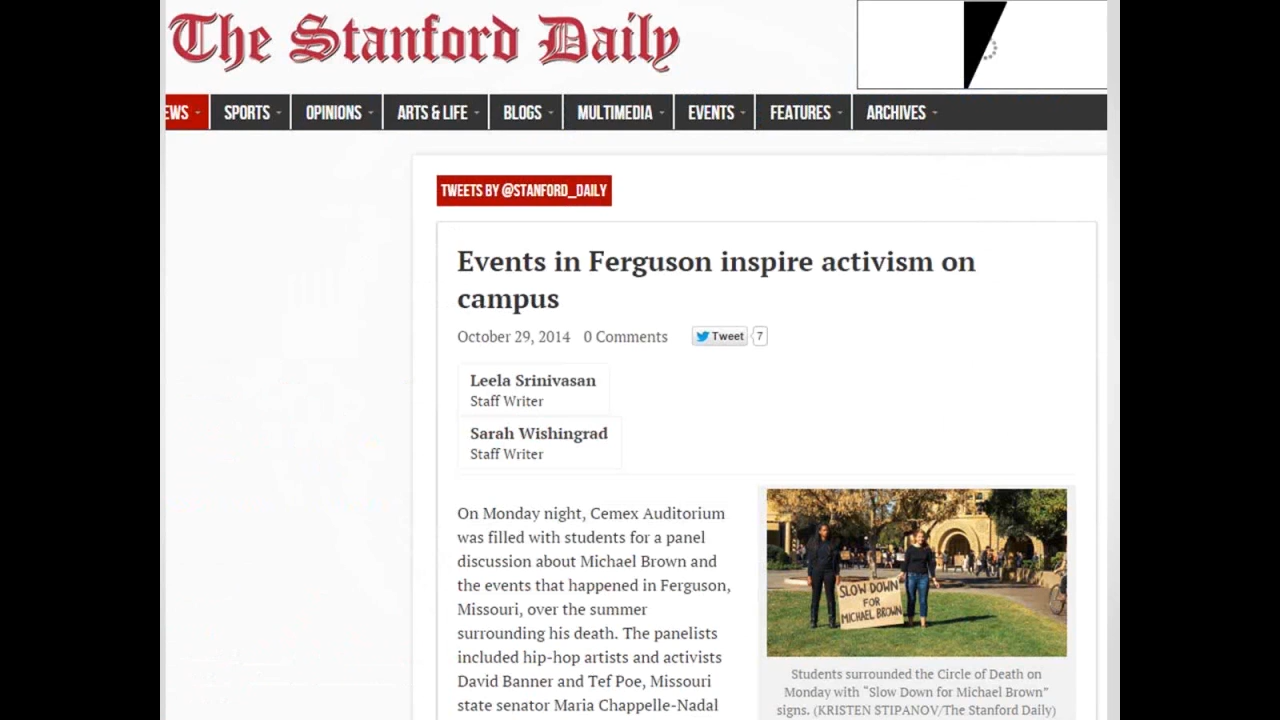 The Stanford Daily
EWS SPORTS OPINIONS ARTS & LIFE BLOGS MULTIMEDIA EVENTS FEATURES ARCHIVES
TWEETS BY @STANFORD_DAILY
Events in Ferguson inspire activism on
campus
October 29, 2014 0 Comments Tweet 7
Leela Srinivasan
Staff Writer
Sarah Wishingrad
Staff Writer
On Monday night, Cemex Auditorium
was filled with students for a panel
discussion about Michael Brown and
the events that happened in Ferguson,
Missouri, over the summer
surrounding his death. The panelists
included hip-hop artists and activists
David Banner and Tef Poe, Missouri
state senator Maria Chappelle-Nadal
SLOW DOWN
FOR
MICHAEL BROWN
Students surrounded the Circle of Death on
Monday with “Slow Down for Michael Brown”
signs. (KRISTEN STIPANOV/The Stanford Daily)